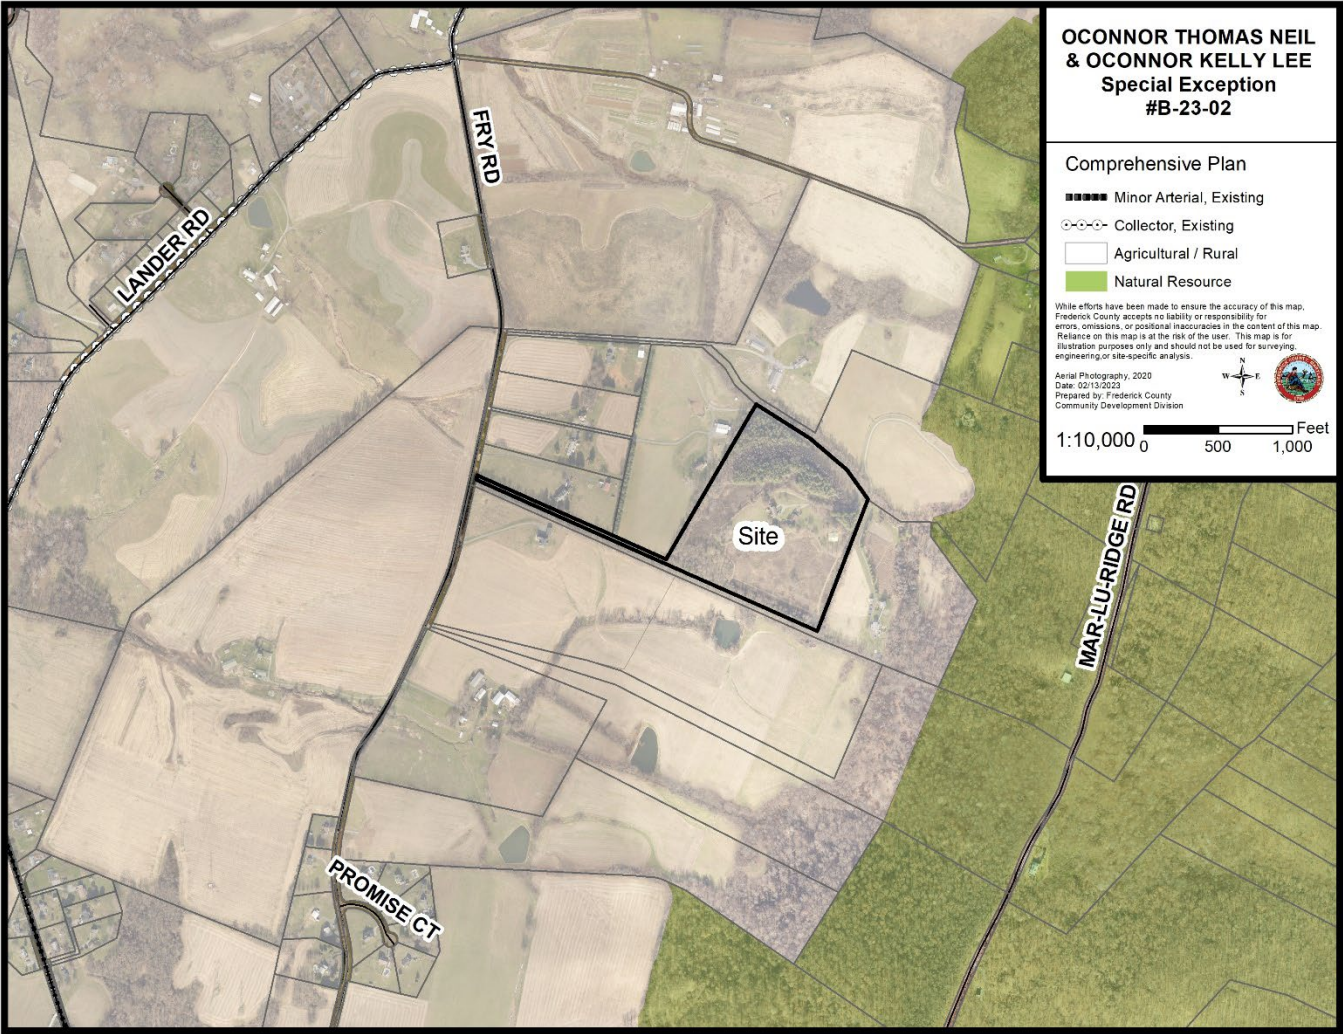 OCONNOR THOMAS NEIL
& OCONNOR KELLY LEE
Special Exception
#B-23-02
Comprehensive Plan
Minor Arterial, Existing
Collector, Existing
Agricultural / Rural
Natural Resource
While efforts have been made to ensure the accuracy of this map,
Frederick County accepts no liability or responsibility for
errors, omissions, or positional inaccuracies in the content of this map.
Reliance on this map is at the risk of the user. This map is for
illustration purposes only and should not be used for surveying,
engineering,or site-specific analysis.
Aerial Photography, 2020
Date: 02/13/2023
Prepared by: Frederick County
Community Development Division
N
W E
S
1:10,000
Feet
0 500 1,000
FRY RD
LANDER RD
Site
MAR-LU-RIDGE RD
PROMISE CT